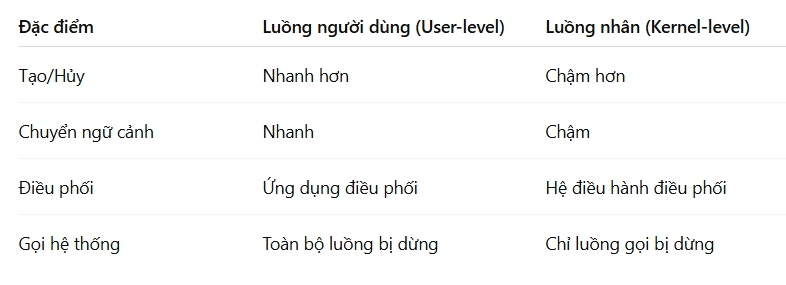 Đặc điểm Luồng người dùng (User-level) Luồng nhân (Kernel-level)
Tạo/Hủy Nhanh hơn Chậm hơn
Chuyển ngữ cảnh Nhanh Chậm
Điều phối Ứng dụng điều phối Hệ điều hành điều phối
Gọi hệ thống Toàn bộ luồng bị dừng Chỉ luồng gọi bị dừng